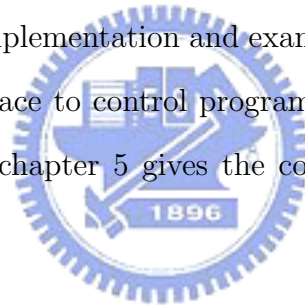 plementation and exam
ace to control program
chapter 5 gives the co
1896